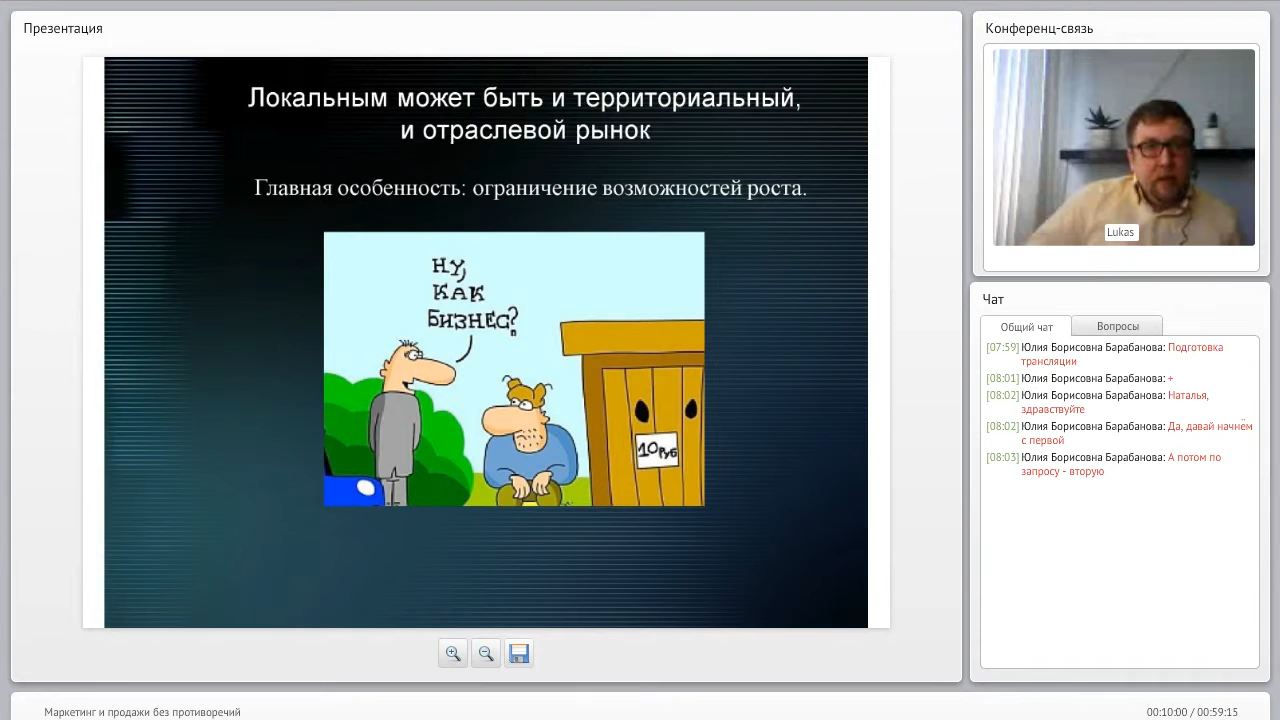 Презентация
Локальным может быть и территориальный,
и отраслевой рынок
Главная особенность: ограничение возможностей роста.
НУ,
КАК
БИЗНЕС?
10 РУБ
Конференц-связь
Lukas
Чат
Общий чат
Вопросы
[07:59] Юлия Борисовна Барабанова: Подготовка
трансляции
[08:01] Юлия Борисовна Барабанова: +
[08:02] Юлия Борисовна Барабанова: Наталья,
здравствуйте
[08:02] Юлия Борисовна Барабанова: Да, давай начнём
с первой
[08:03] Юлия Борисовна Барабанова: А потом по
запросу - вторую
Маркетинг и продажи без противоречий
00:10:00 / 00:59:15